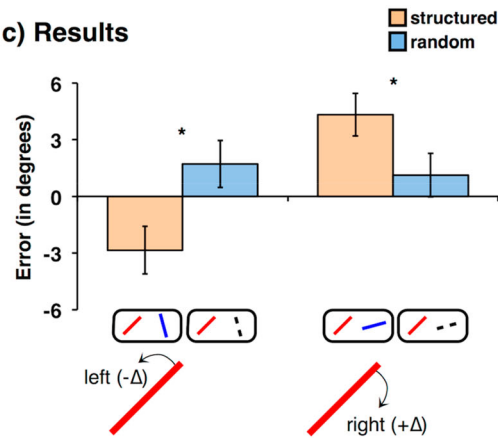 c) Results
structured
random
Error (in degrees)
6
3
0
-3
-6
*
*
left (-Δ)
right (+Δ)